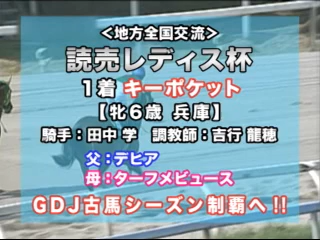 ＜地方全国交流＞
読売レディス杯
1着 キーポケット
【牝6歳 兵庫】
騎手：田中 学　調教師：吉行 龍穂
父：デヒア
母：ターフメビュース
GDJ古馬シーズン制覇へ!!